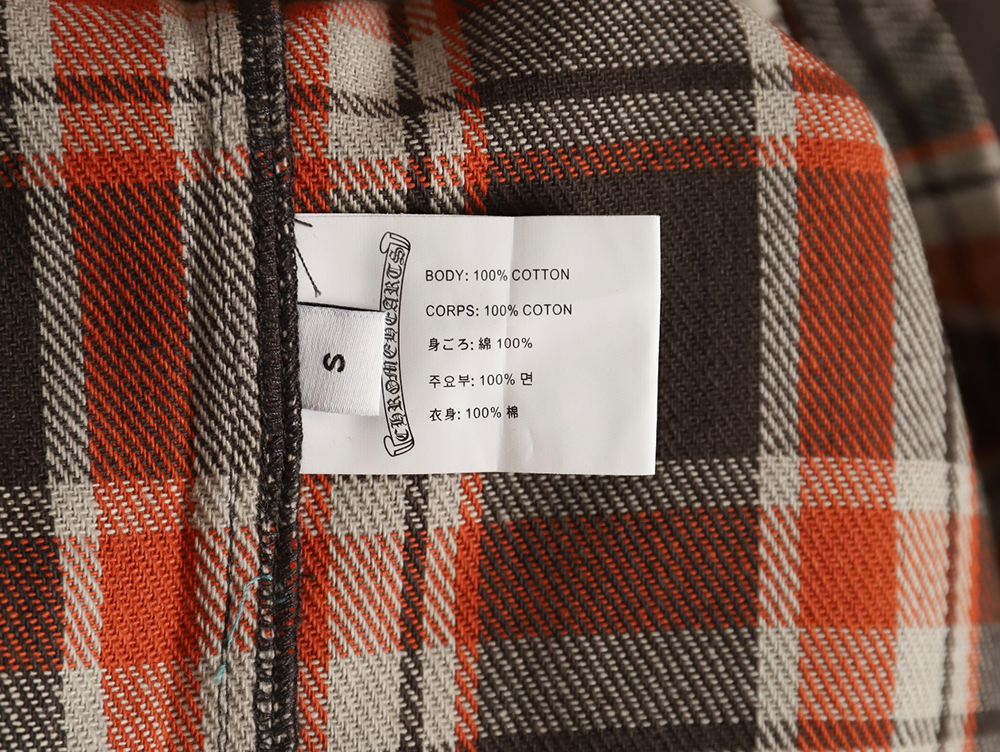 CHROME HEARTS
S
BODY: 100% COTTON
CORPS: 100% COTON
身ごろ: 綿 100%
주요부: 100% 면
衣身: 100% 棉